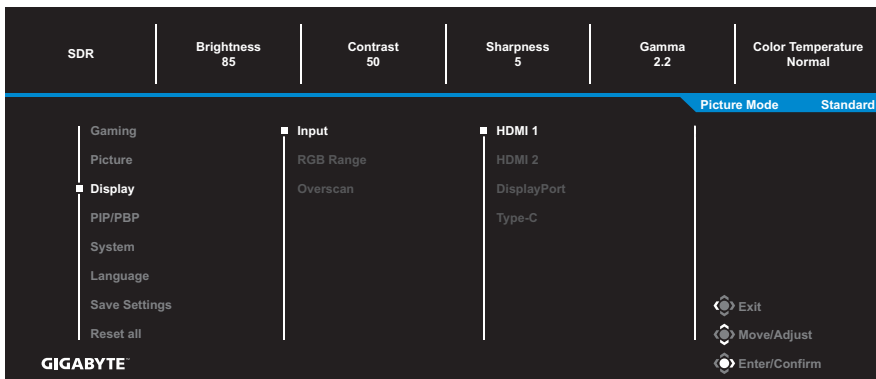 SDR
Brightness
85
Contrast
50
Sharpness
5
Gamma
2.2
Color Temperature
Normal
Picture Mode Standard
Gaming
Picture
Display
PIP/PBP
System
Language
Save Settings
Reset all
Input
RGB Range
Overscan
HDMI 1
HDMI 2
DisplayPort
Type-C
Exit
Move/Adjust
Enter/Confirm
GIGABYTE™